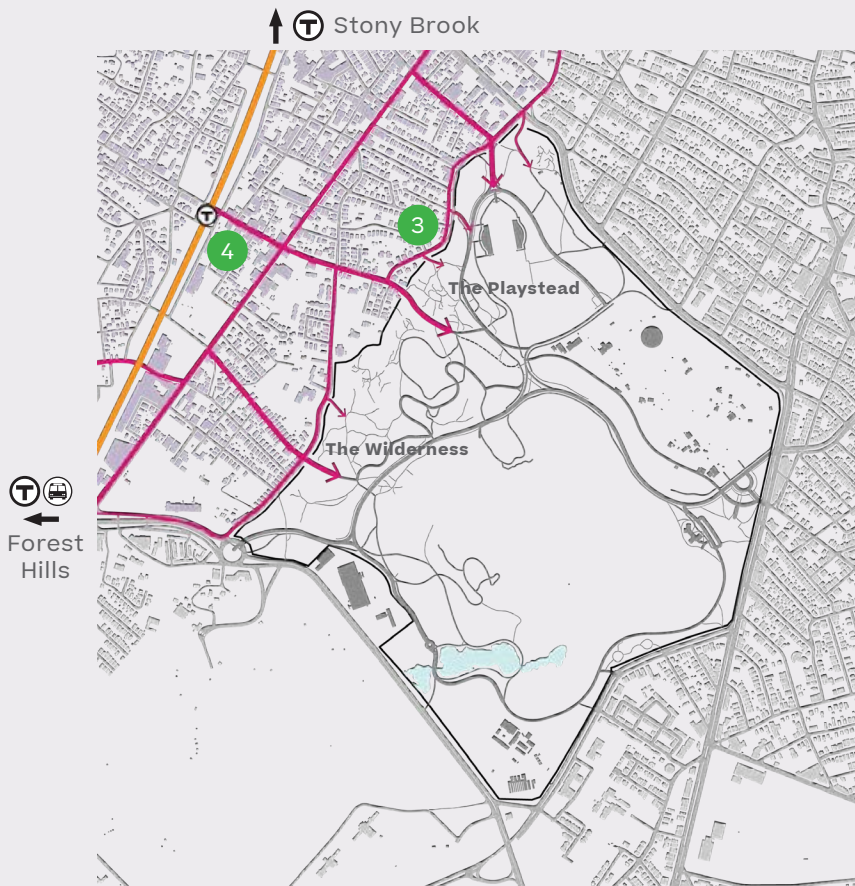 T Stony Brook
3
T
4
The Playstead
The Wilderness
T
Forest
Hills